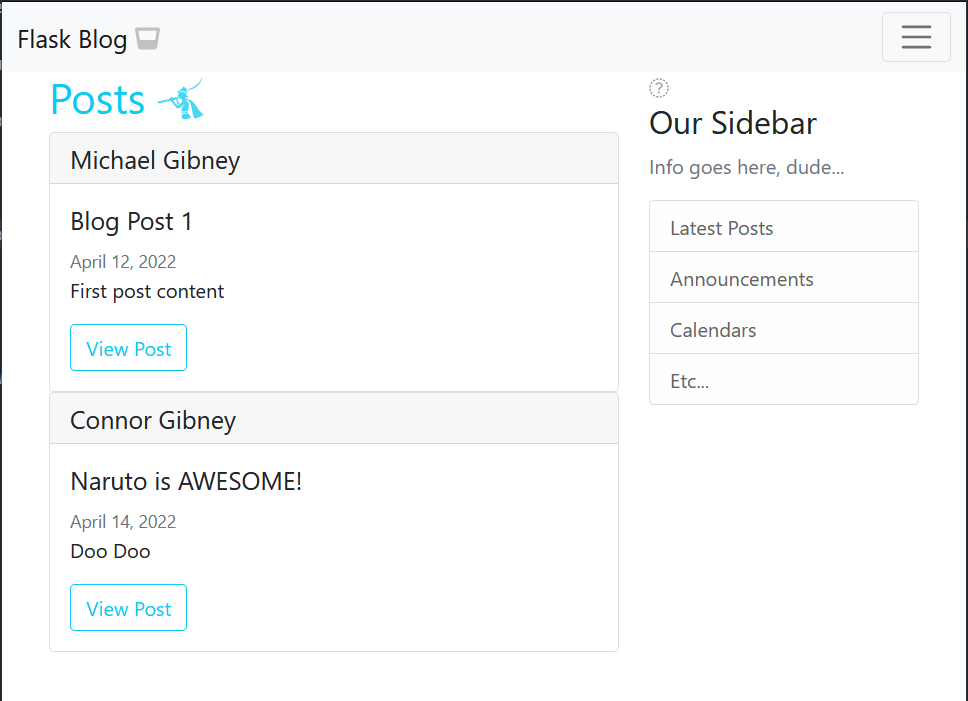 Flask Blog
Posts
Michael Gibney
Blog Post 1
April 12, 2022
First post content
View Post
Connor Gibney
Naruto is AWESOME!
April 14, 2022
Doo Doo
View Post
?
Our Sidebar
Info goes here, dude...
Latest Posts
Announcements
Calendars
Etc...